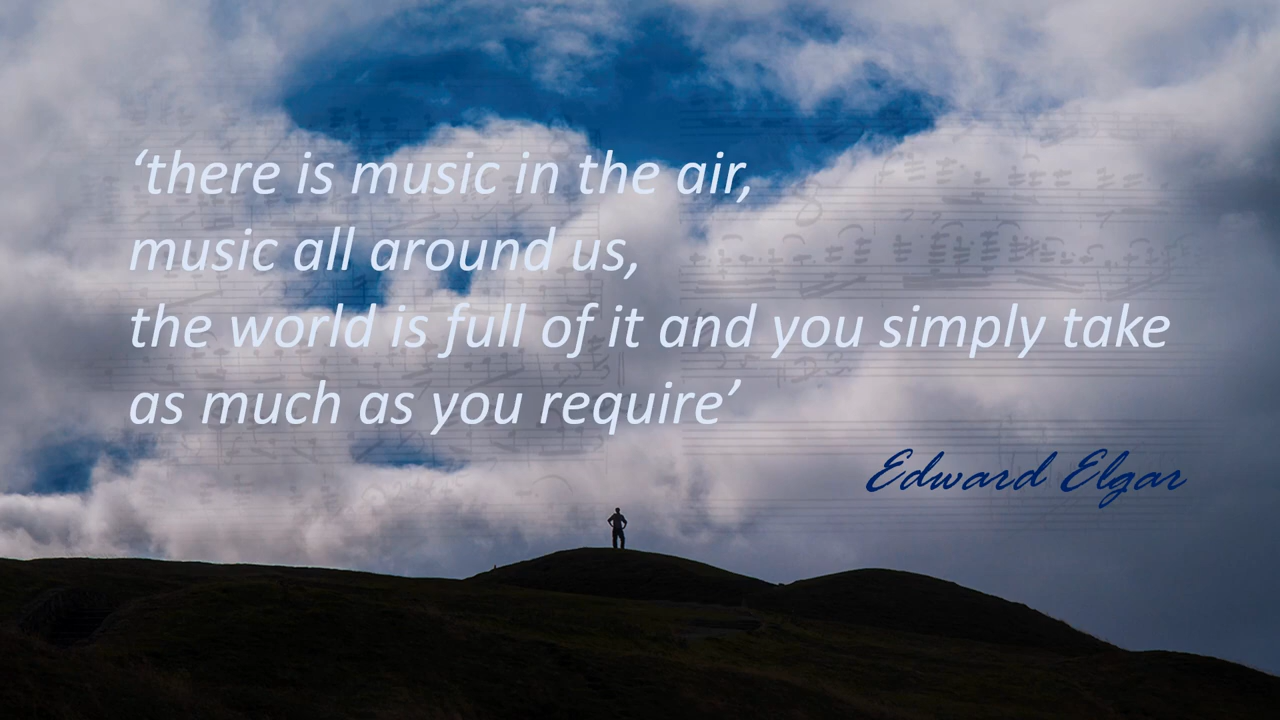 ‘there is music in the air,
music all around us,
the world is full of it and you simply take
as much as you require’
Edward Elgar